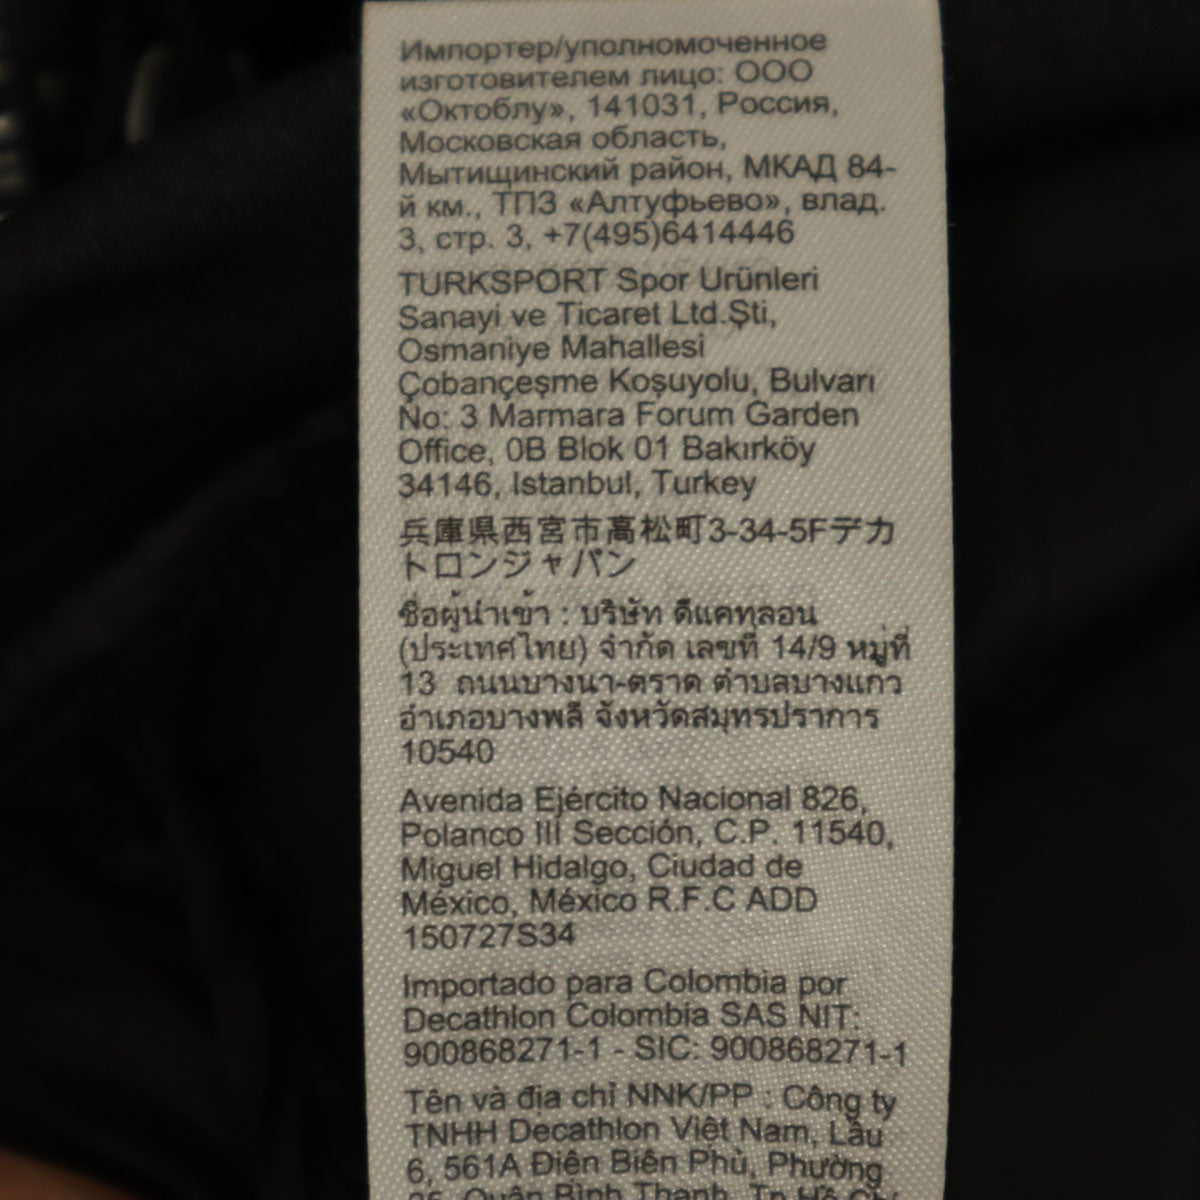 Импортер/уполномоченное
изготовителем лицо: ООО
«Октоблу», 141031, Россия,
Московская область,
Мытищинский район, МКАД 84-
й км., ТПЗ «Алтуфьево», влад.
3, стр. 3, +7(495)6414446
TURKSPORT Spor Urünleri
Sanayi ve Ticaret Ltd.Şti,
Osmaniye Mahallesi
Çobançeşme Koşuyolu, Bulvarı
No: 3 Marmara Forum Garden
Office, 0B Blok 01 Bakırköy
34146, Istanbul, Turkey
兵庫県西宮市高松町3-34-5Fデカ
トロンジャパン
ชื่อผู้นำเข้า : บริษัท ดีแคทลอน
(ประเทศไทย) จำกัด เลขที่ 14/9 หมู่ที่
13 ถนนบางนา-ตราด ตำบลบางแก้ว
อำเภอบางพลี จังหวัดสมุทรปราการ
10540
Avenida Ejército Nacional 826,
Polanco III Sección, C.P. 11540,
Miguel Hidalgo, Ciudad de
México, México R.F.C ADD
150727S34
Importado para Colombia por
Decathlon Colombia SAS NIT:
900868271-1 - SIC: 900868271-1
Tên và địa chỉ NNK/PP : Công ty
TNHH Decathlon Việt Nam, Lầu
6, 561A Điện Biên Phủ, Phường
25, Quận Bình Thạnh, Tp Hồ Chí